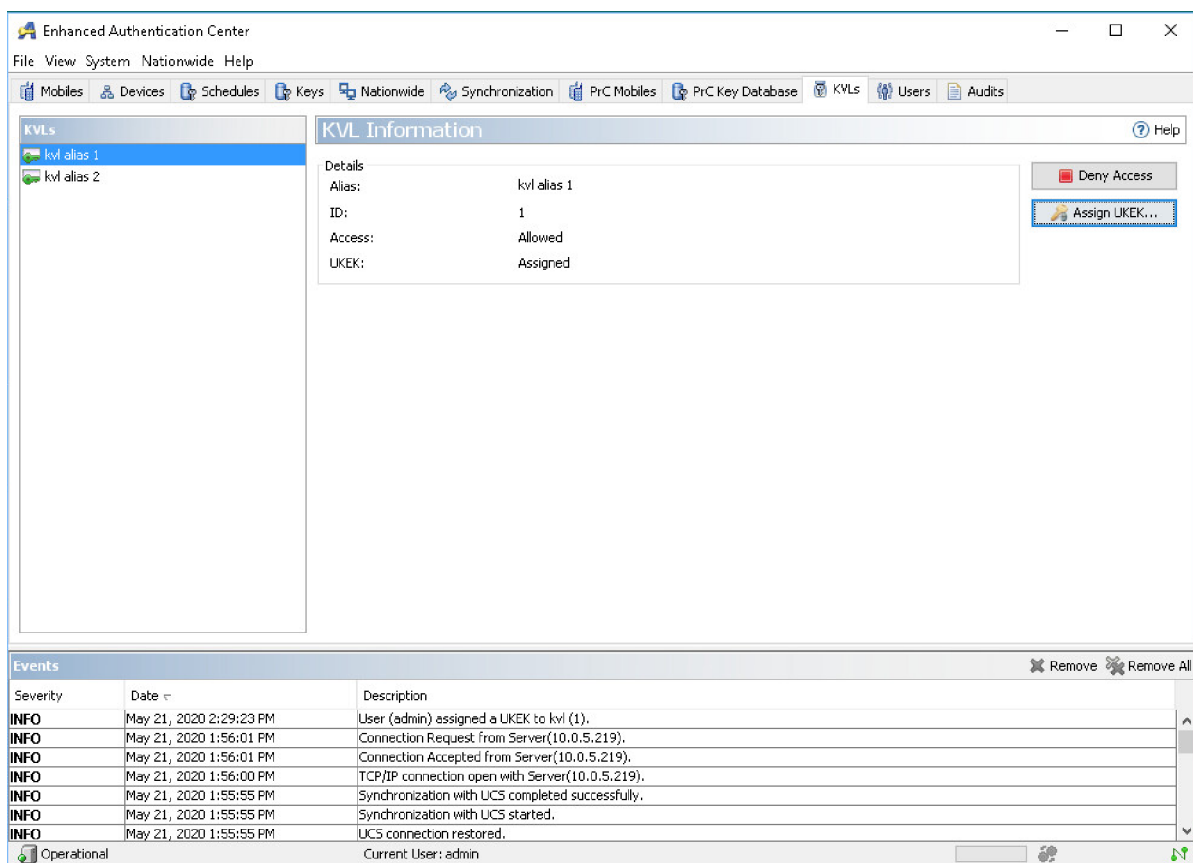 Enhanced Authentication Center
File View System Nationwide Help
Mobiles Devices Schedules Keys Nationwide Synchronization PrC Mobiles PrC Key Database KVLs Users Audits
KVLs
kvl alias 1
kvl alias 2
KVL Information
Help
Details
Alias: kvl alias 1
ID: 1
Access: Allowed
UKEK: Assigned
Deny Access
Assign UKEK...
Events
Remove Remove All
Severity Date Description
INFO May 21, 2020 2:29:23 PM User (admin) assigned a UKEK to kvl (1).
INFO May 21, 2020 1:56:01 PM Connection Request from Server(10.0.5.219).
INFO May 21, 2020 1:56:01 PM Connection Accepted from Server(10.0.5.219).
INFO May 21, 2020 1:56:00 PM TCP/IP connection open with Server(10.0.5.219).
INFO May 21, 2020 1:55:55 PM Synchronization with UCS completed successfully.
INFO May 21, 2020 1:55:55 PM Synchronization with UCS started.
INFO May 21, 2020 1:55:55 PM UCS connection restored.
Operational Current User: admin